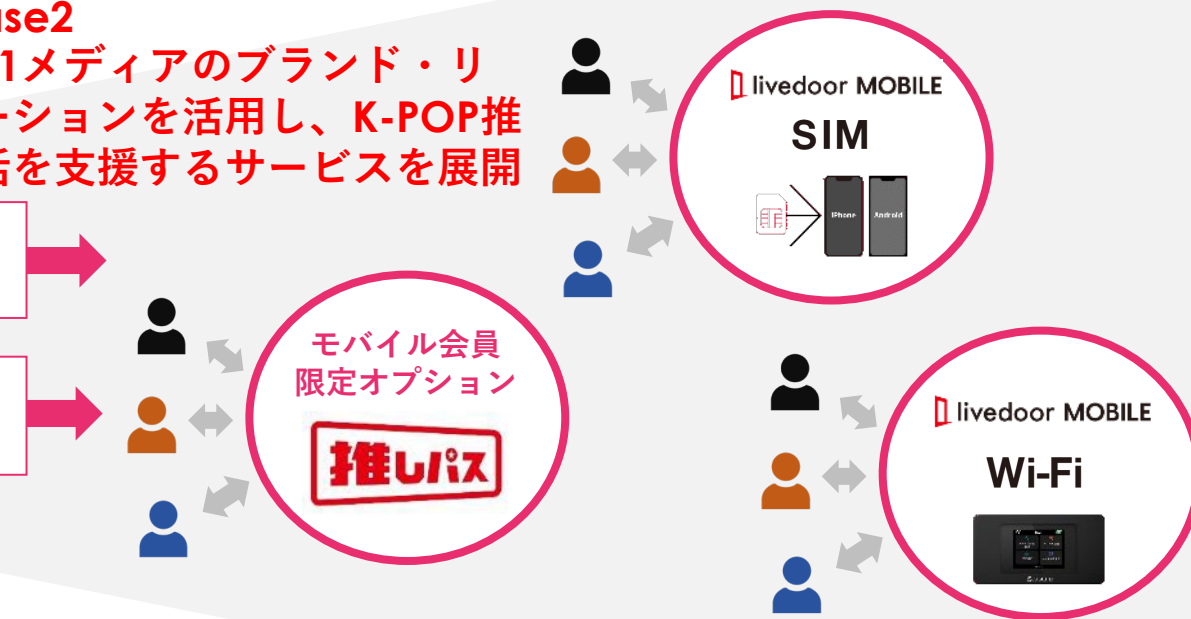 ase2
1メディアのブランド・リ
ーションを活用し、K-POP推
活を支援するサービスを展開
livedoor MOBILE
SIM
iPhone
Android
モバイル会員
限定オプション
推しパス
livedoor MOBILE
Wi-Fi